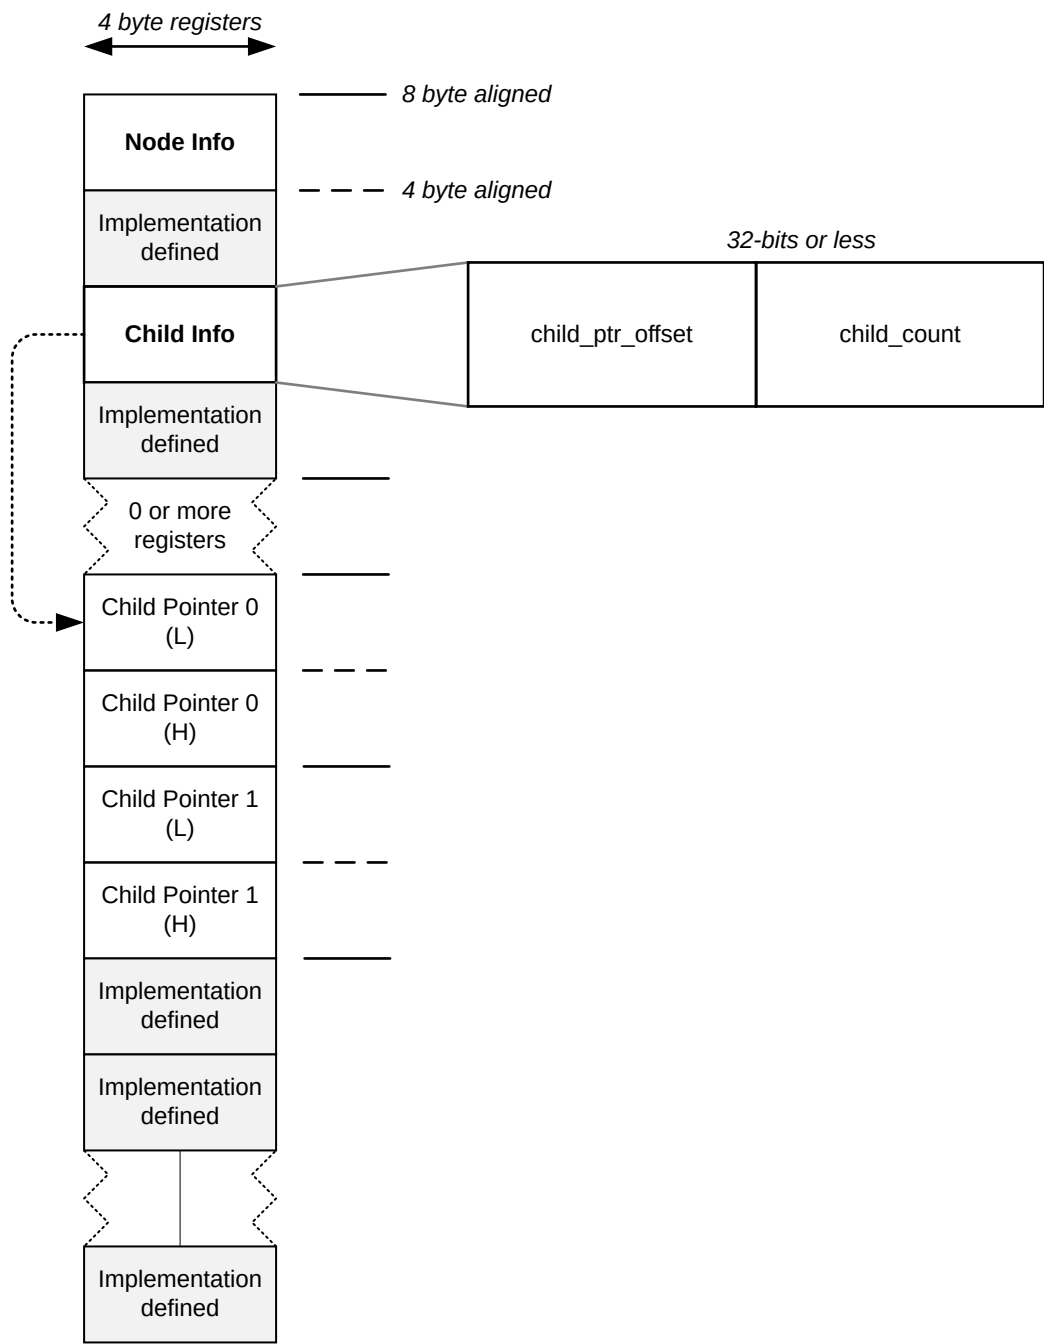 4 byte registers
8 byte aligned
Node Info
4 byte aligned
Implementation
defined
32-bits or less
Child Info
child_ptr_offset
child_count
Implementation
defined
0 or more
registers
Child Pointer 0
(L)
Child Pointer 0
(H)
Child Pointer 1
(L)
Child Pointer 1
(H)
Implementation
defined
Implementation
defined
Implementation
defined